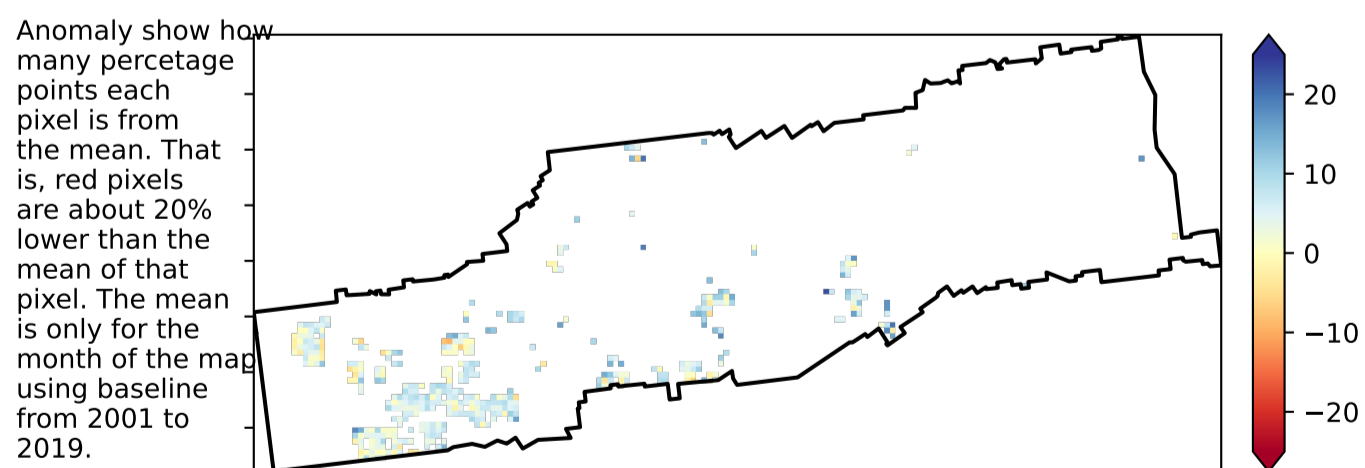 Anomaly show how
many percetage
points each
pixel is from
the mean. That
is, red pixels
are about 20%
lower than the
mean of that
pixel. The mean
is only for the
month of the map
using baseline
from 2001 to
2019.
20
10
0
−10
−20